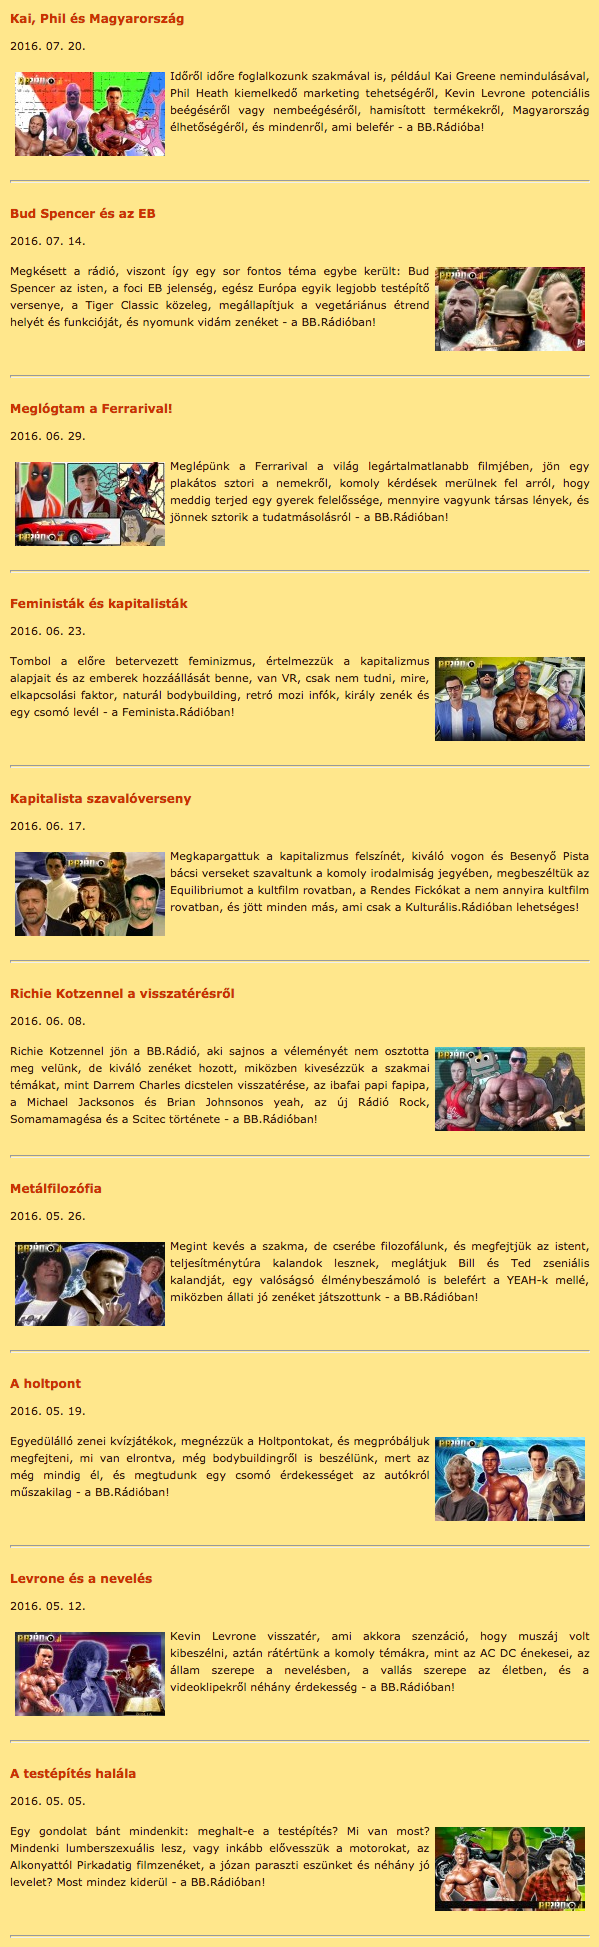 Kai, Phil és Magyarország
2016. 07. 20.
Időről időre foglalkozunk szakmával is, például Kai Greene nemindulásával,
Phil Heath kiemelkedő marketing tehetségéről, Kevin Levrone potenciális
beégéséről vagy nembeégéséről, hamisított termékekről, Magyarország
élhetőségéről, és mindenről, ami belefér - a BB.Rádióba!
Bud Spencer és az EB
2016. 07. 14.
Megkésett a rádió, viszont így egy sor fontos téma egybe került: Bud
Spencer az isten, a foci EB jelenség, egész Európa egyik legjobb testépítő
versenye, a Tiger Classic közeleg, megállapítjuk a vegetáriánus étrend
helyét és funkcióját, és nyomunk vidám zenéket - a BB.Rádióban!
Meglógtam a Ferrarival!
2016. 06. 29.
Meglépünk a Ferrarival a világ legártalmatlanabb filmjében, jön egy
plakátos sztori a nemekről, komoly kérdések merülnek fel arról, hogy
meddig terjed egy gyerek felelőssége, mennyire vagyunk társas lények, és
jönnek sztorik a tudatmásolásról - a BB.Rádióban!
Feministák és kapitalisták
2016. 06. 23.
Tombol a előre betervezett feminizmus, értelmezzük a kapitalizmus
alapjait és az emberek hozzáállását benne, van VR, csak nem tudni, mire,
elkapcsolási faktor, naturál bodybuilding, retró mozi infók, király zenék és
egy csomó levél - a Feminista.Rádióban!
Kapitalista szavalóverseny
2016. 06. 17.
Megkapargattuk a kapitalizmus felszínét, kiváló vogon és Besenyő Pista
bácsi verseket szavaltunk a komoly irodalmiság jegyében, megbeszéltük az
Equilibriumot a kultfilm rovatban, a Rendes Fickókat a nem annyira kultfilm
rovatban, és jött minden más, ami csak a Kulturális.Rádióban lehetséges!
Richie Kotzennel a visszatérésről
2016. 06. 08.
Richie Kotzennel jön a BB.Rádió, aki sajnos a véleményét nem osztotta
meg velünk, de kiváló zenéket hozott, miközben kivesézzük a szakmai
témákat, mint Darrem Charles dicstelen visszatérése, az ibafai papi fapipa,
a Michael Jacksonos és Brian Johnsonos yeah, az új Rádió Rock,
Somamamagésa és a Scitec története - a BB.Rádióban!
Metálfilozófia
2016. 05. 26.
Megint kevés a szakma, de cserébe filozofálunk, és megfejtjük az istent,
teljesítménytúra kalandok lesznek, meglátjuk Bill és Ted zseniális
kalandját, egy valóságsó élménybeszámoló is belefért a YEAH-k mellé,
miközben állati jó zenéket játszottunk - a BB.Rádióban!
A holtpont
2016. 05. 19.
Egyedülálló zenei kvízjátékok, megnézzük a Holtpontokat, és megpróbáljuk
megfejteni, mi van elrontva, még bodybuildingről is beszélünk, mert az
még mindig él, és megtudunk egy csomó érdekességet az autókról
műszakilag - a BB.Rádióban!
Levrone és a nevelés
2016. 05. 12.
Kevin Levrone visszatér, ami akkora szenzáció, hogy muszáj volt
kibeszélni, aztán rátértünk a komoly témákra, mint az AC DC énekesei, az
állam szerepe a nevelésben, a vallás szerepe az életben, és a
videoklipekről néhány érdekesség - a BB.Rádióban!
A testépítés halála
2016. 05. 05.
Egy gondolat bánt mindenkit: meghalt-e a testépítés? Mi van most?
Mindenki lumberszexuális lesz, vagy inkább elővesszük a motorokat, az
Alkonyattól Pirkadatig filmzenéket, a józan paraszti eszünket és néhány jó
levelet? Most mindez kiderül - a BB.Rádióban!